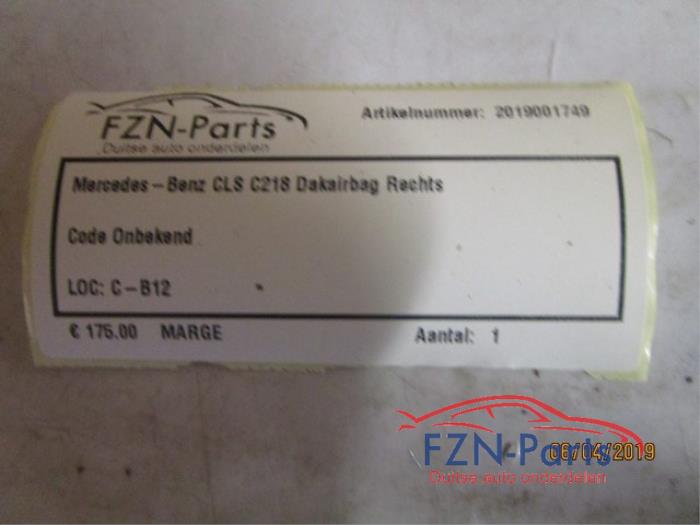 FZN-Parts
Duitse auto onderdelen
Artikelnummer: 2019001749
Mercedes-Benz CLS C218 Dakairbag Rechts
Code Onbekend
LOC: C-B12
€ 175.00 MARGE
Aantal: 1
FZN-Parts
06/04/2019
Duitse auto onderdelen